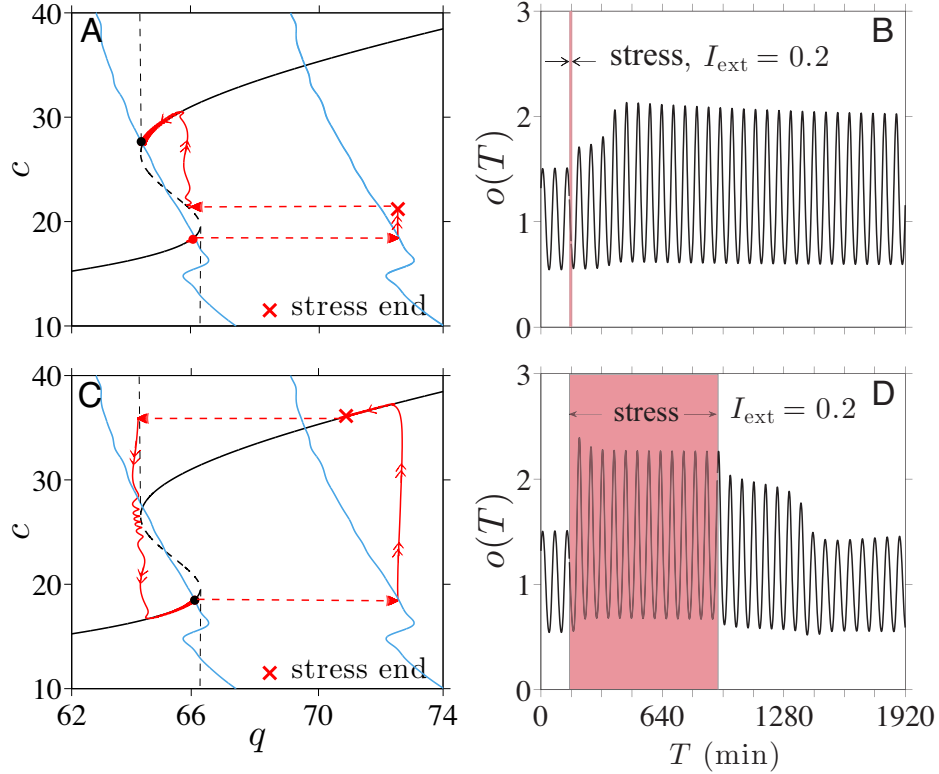 A
40
30
20
10
c
× stress end
B
3
2
1
0
o(T)
stress, I_ext = 0.2
C
40
30
20
10
c
× stress end
62 66 70 74
q
D
3
2
1
0
o(T)
stress I_ext = 0.2
0 640 1280 1920
T (min)